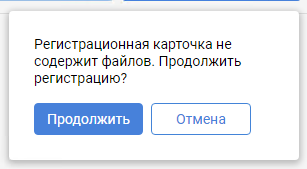 Регистрационная карточка не
содержит файлов. Продолжить
регистрацию?
Продолжить
Отмена